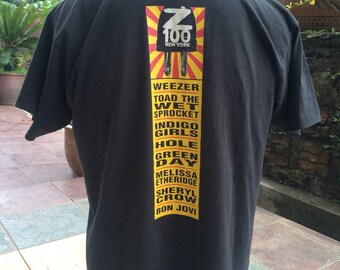 Z
100
NEW YORK
WEEZER
TOAD THE
WET
SPROCKET
INDIGO
GIRLS
HOLE
GREEN
DAY
MELISSA
ETHERIDGE
SHERYL
CROW
BON JOVI